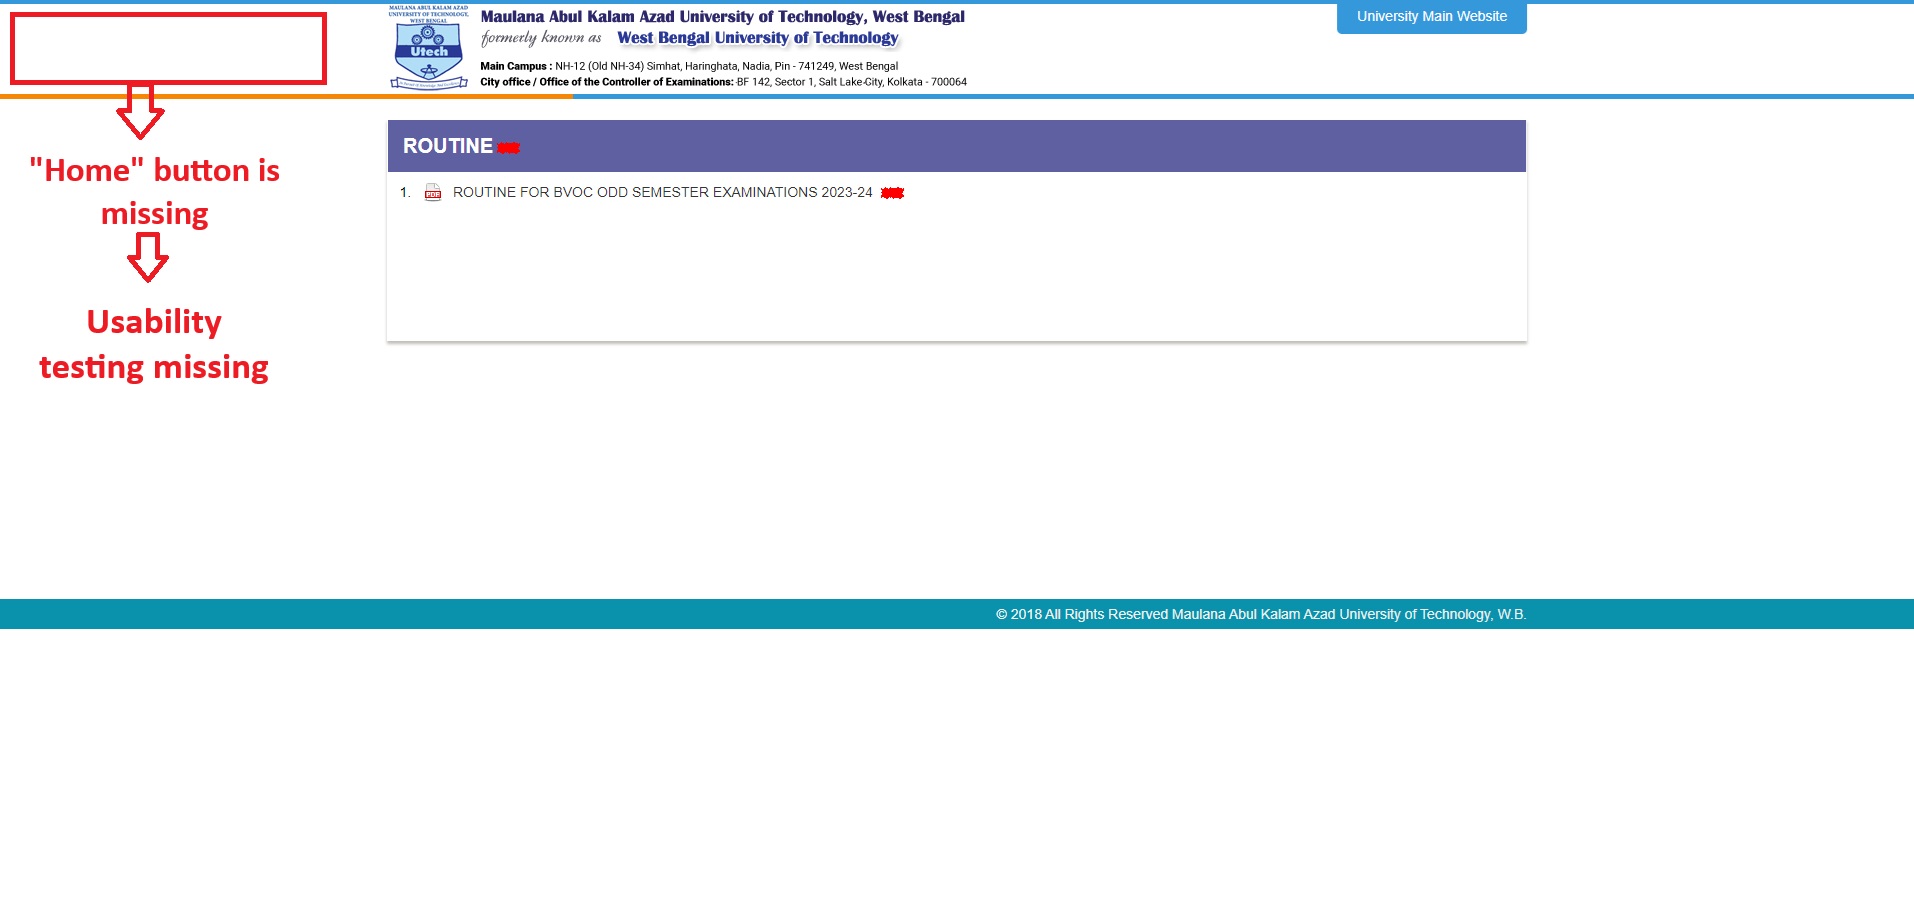 MAULANA ABUL KALAM AZAD
UNIVERSITY OF TECHNOLOGY,
WEST BENGAL
Utech
Maulana Abul Kalam Azad University of Technology, West Bengal
formerly known as West Bengal University of Technology
Main Campus : NH-12 (Old NH-34) Simhat, Haringhata, Nadia, Pin - 741249, West Bengal
City office / Office of the Controller of Examinations: BF 142, Sector 1, Salt Lake City, Kolkata - 700064
University Main Website
"Home" button is
missing
Usability
testing missing
ROUTINE
1. PDF ROUTINE FOR BVOC ODD SEMESTER EXAMINATIONS 2023-24
© 2018 All Rights Reserved Maulana Abul Kalam Azad University of Technology, W.B.